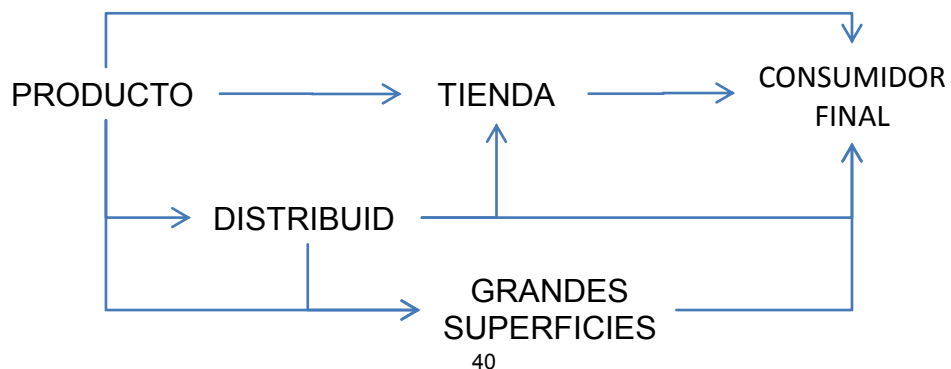 PRODUCTO
TIENDA
CONSUMIDOR
FINAL
DISTRIBUID
GRANDES
SUPERFICIES
40